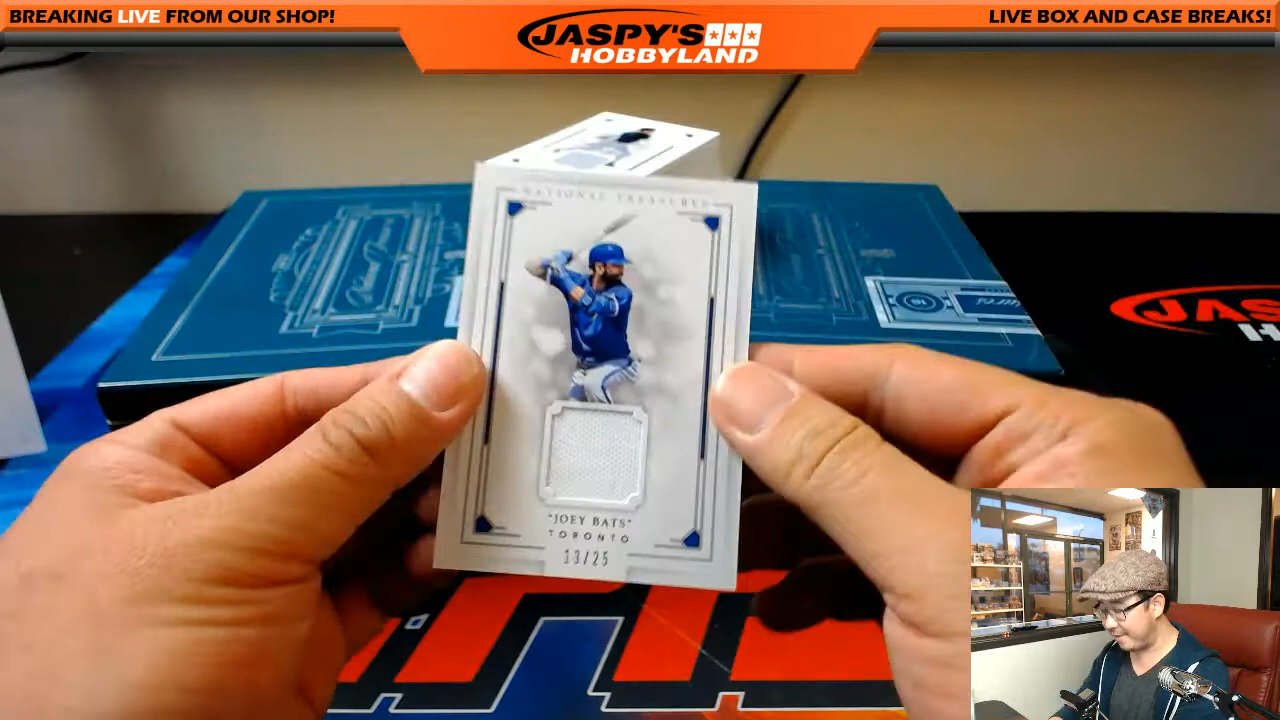 BREAKING LIVE FROM OUR SHOP!
JASPY'S
HOBBYLAND
LIVE BOX AND CASE BREAKS!
NATIONAL TREASURES
"JOEY BATS"
TORONTO
13/25
JAS
H